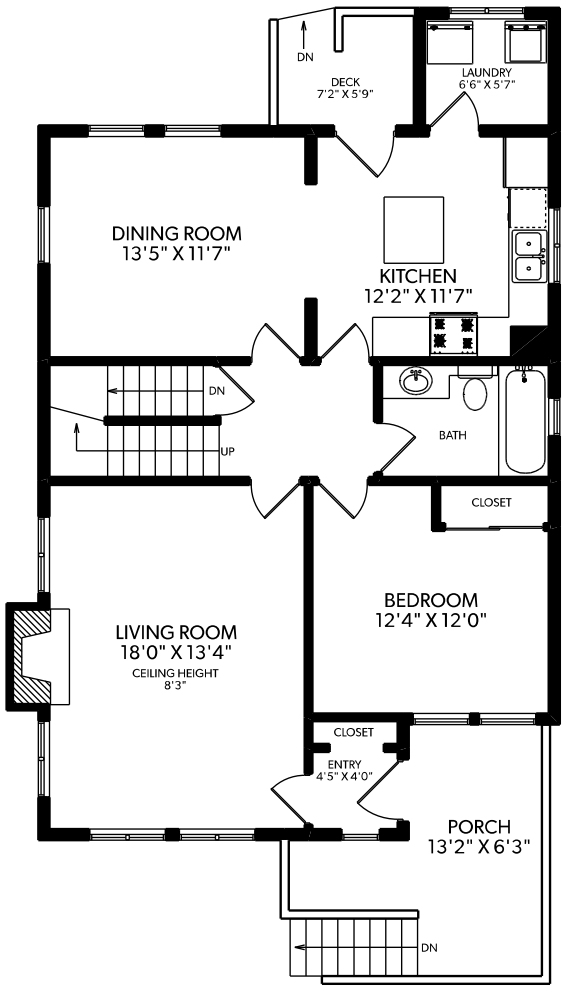 DN
DECK
7'2" X 5'9"
LAUNDRY
6'6" X 5'7"
DINING ROOM
13'5" X 11'7"
KITCHEN
12'2" X 11'7"
DN
UP
BATH
CLOSET
BEDROOM
12'4" X 12'0"
LIVING ROOM
18'0" X 13'4"
CEILING HEIGHT
8'3"
CLOSET
ENTRY
4'5" X 4'0"
PORCH
13'2" X 6'3"
DN